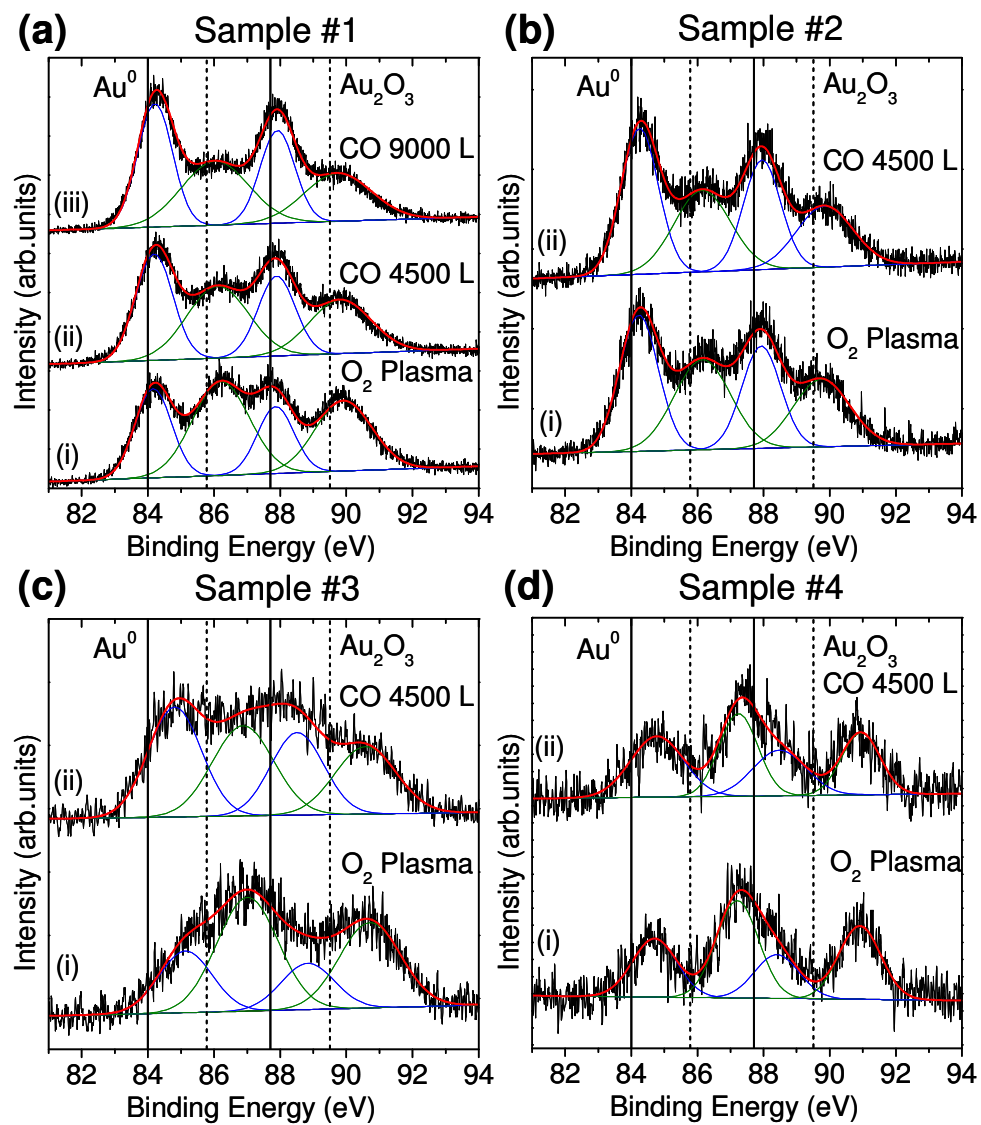 (a) Sample #1
Au⁰ Au₂O₃
CO 9000 L
(iii)
CO 4500 L
(ii)
O₂ Plasma
(i)
Intensity (arb.units)
82 84 86 88 90 92 94
Binding Energy (eV)
(b) Sample #2
Au⁰ Au₂O₃
CO 4500 L
(ii)
O₂ Plasma
(i)
Intensity (arb.units)
82 84 86 88 90 92 94
Binding Energy (eV)
(c) Sample #3
Au⁰ Au₂O₃
CO 4500 L
(ii)
O₂ Plasma
(i)
Intensity (arb.units)
82 84 86 88 90 92 94
Binding Energy (eV)
(d) Sample #4
Au⁰ Au₂O₃
CO 4500 L
(ii)
O₂ Plasma
(i)
Intensity (arb.units)
82 84 86 88 90 92 94
Binding Energy (eV)